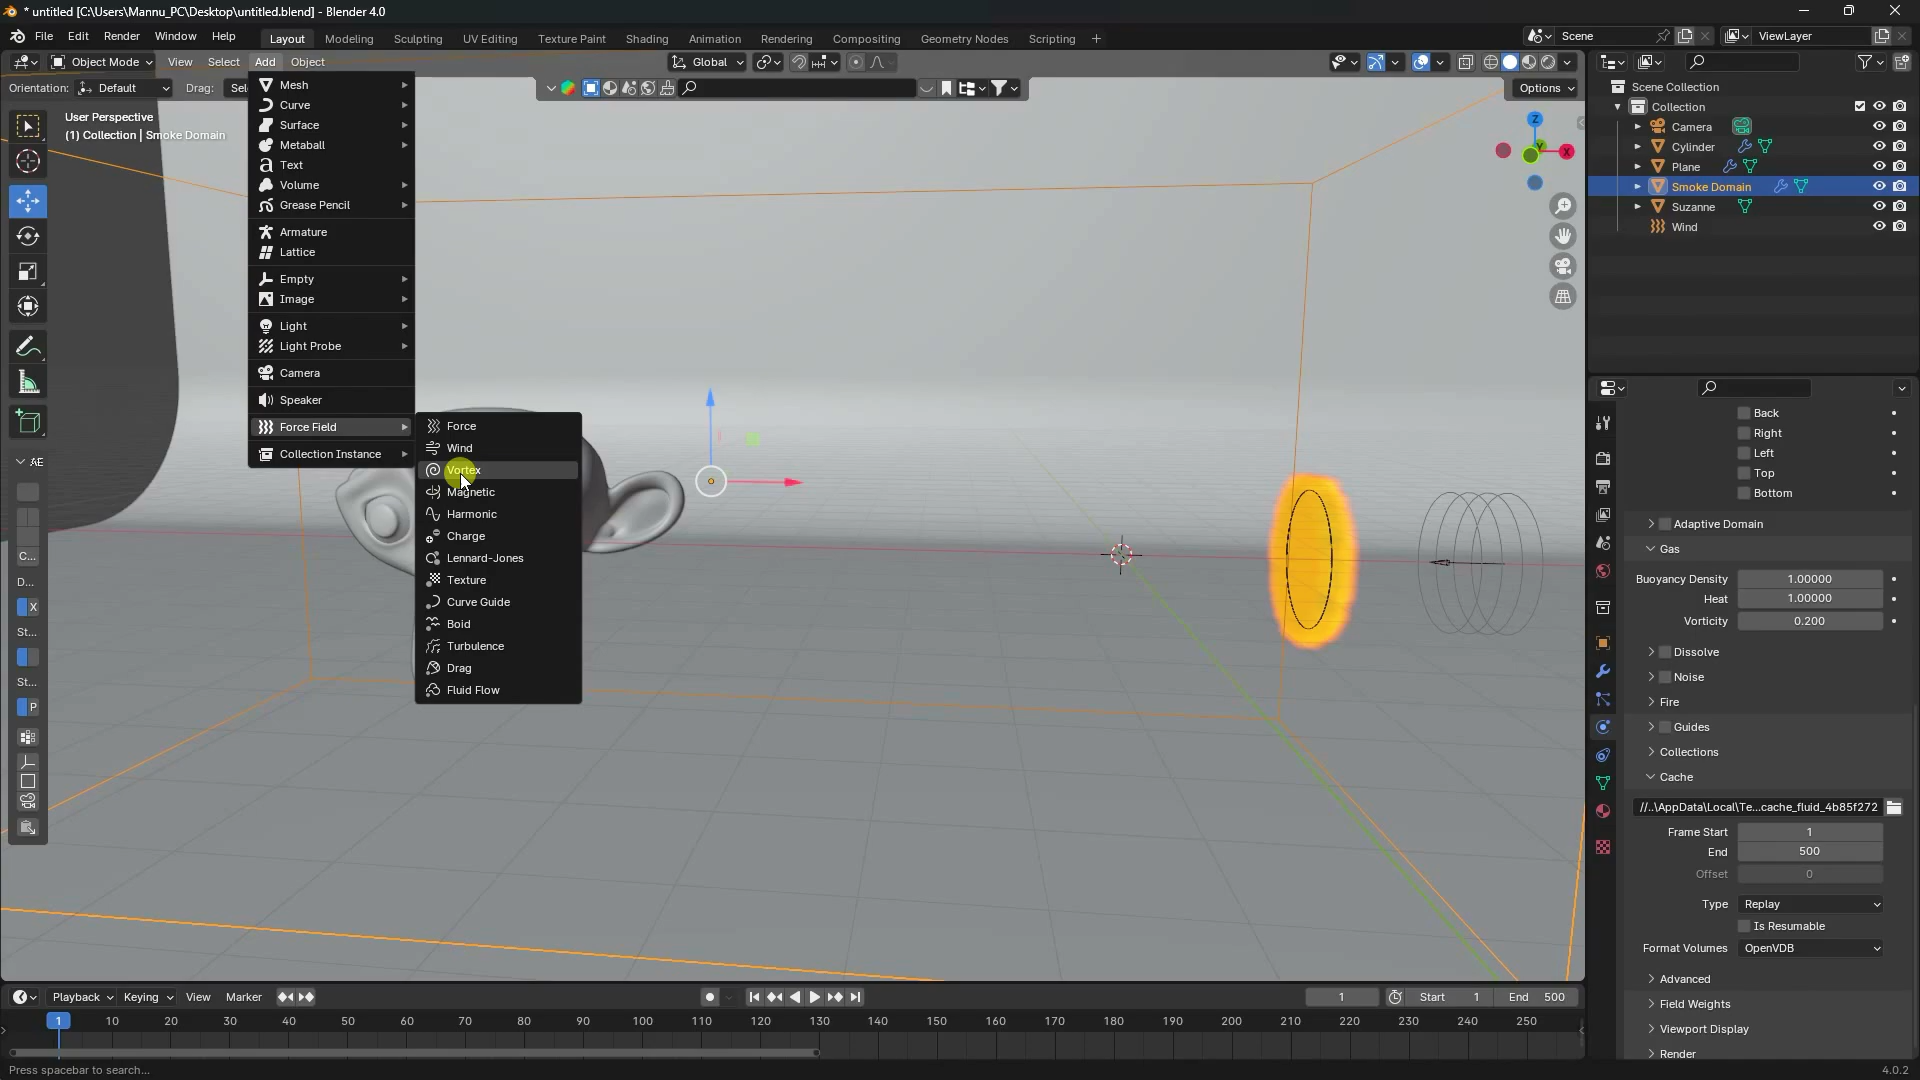 * untitled [C:\Users\Mannu_PC\Desktop\untitled.blend] - Blender 4.0
File Edit Render Window Help
Layout Modeling Sculpting UV Editing Texture Paint Shading Animation Rendering Compositing Geometry Nodes Scripting +
Scene
ViewLayer
Object Mode View Select Add Object
Global
Orientation: Default Drag: Sel
Options
User Perspective
(1) Collection | Smoke Domain
Mesh
Curve
Surface
Metaball
Text
Volume
Grease Pencil
Armature
Lattice
Empty
Image
Light
Light Probe
Camera
Speaker
Force Field
Collection Instance
Force
Wind
Vortex
Magnetic
Harmonic
Charge
Lennard-Jones
Texture
Curve Guide
Boid
Turbulence
Drag
Fluid Flow
AE
C...
D...
X
St...
St...
P
Z
X
Scene Collection
Collection
Camera
Cylinder
Plane
Smoke Domain
Suzanne
Wind
Back
Right
Left
Top
Bottom
Adaptive Domain
Gas
Buoyancy Density 1.00000
Heat 1.00000
Vorticity 0.200
Dissolve
Noise
Fire
Guides
Collections
Cache
//..\AppData\Local\Te...cache_fluid_4b85f272
Frame Start 1
End 500
Offset 0
Type Replay
Is Resumable
Format Volumes OpenVDB
Advanced
Field Weights
Viewport Display
Render
Playback Keying View Marker
1
Start 1
End 500
1 10 20 30 40 50 60 70 80 90 100 110 120 130 140 150 160 170 180 190 200 210 220 230 240 250
Press spacebar to search...
4.0.2